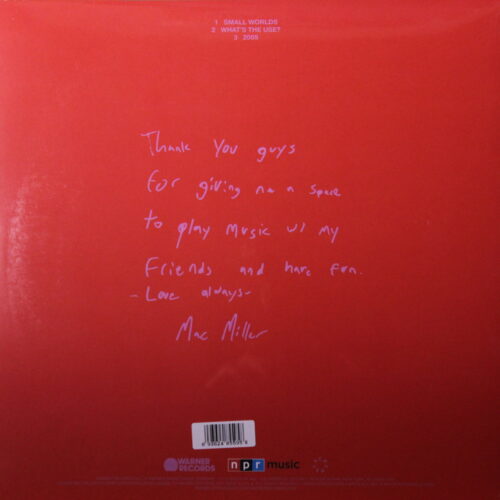 1 SMALL WORLDS
2 WHAT'S THE USE?
3 2009
Thank you guys
for giving me a space
to play music w/ my
friends and have fun.
-Love always-
Mac Miller
WARNER RECORDS
npr music